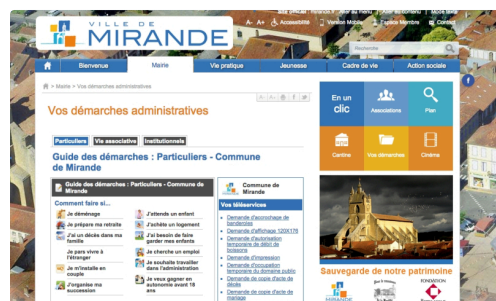 VILLE DE
MIRANDE
A- A+ Accessibilité Version Mobile Espace Membre Contact
Recherche
Bienvenue Mairie Vie pratique Jeunesse Cadre de vie Action sociale
> Mairie > Vos démarches administratives
A- A+
Vos démarches administratives
Particuliers Vie associative Institutionnels
Guide des démarches : Particuliers - Commune
de Mirande
Guide des démarches : Particuliers - Commune de
Mirande
Comment faire si...
Je déménage
Je prépare ma retraite
J'ai un décès dans ma
famille
Je pars vivre à
l'étranger
Je m'installe en
couple
J'organise ma
succession
J'attends un enfant
J'achète un logement
J'ai besoin de faire
garder mes enfants
Je cherche un emploi
Je souhaite travailler
dans l'administration
Je veux gagner en
autonomie avant 18
ans
Commune de
Mirande
Vos téléservices
Demande d'accrochage de
banderoles
Demande d'affichage 120X176
Demande d'autorisation
temporaire de débit de
boissons
Demande d'impression
Demande d'occupation
temporaire du domaine public
Demande de copie d'acte de
décès
Demande de copie d'acte de
mariage
En un
clic
Associations
Plan
Cantine
Vos démarches
Cinéma
Sauvegarde de notre patrimoine
MIRANDE
FONDATION